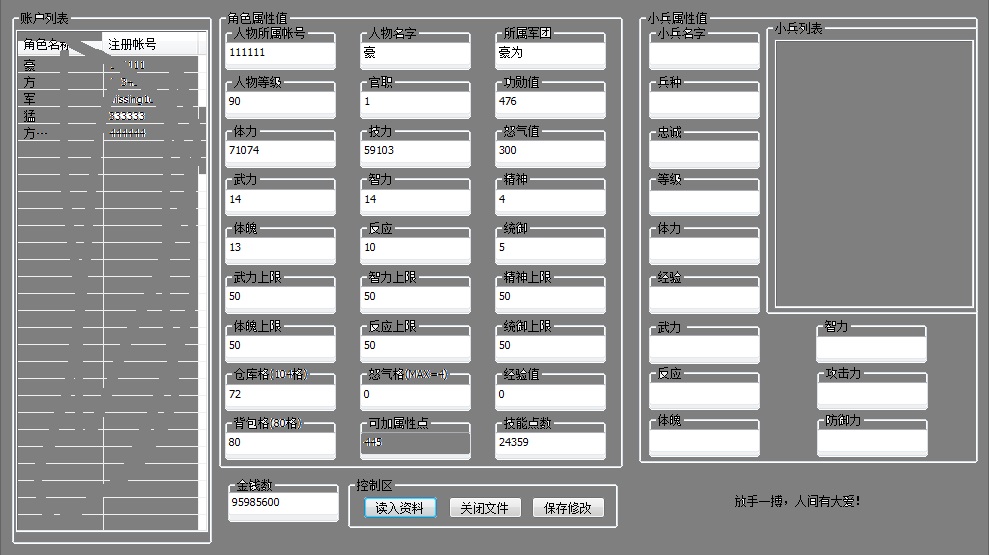 账户列表
角色名称 注册帐号
豪
方
军
猛 333333
方… 444444
角色属性值
人物所属帐号 人物名字 所属军团
111111 豪 豪为
人物等级 官职 功勋值
90 1 476
体力 技力 怒气值
71074 59103 300
武力 智力 精神
14 14 4
体魄 反应 统御
13 10 5
武力上限 智力上限 精神上限
50 50 50
体魄上限 反应上限 统御上限
50 50 50
仓库格(10+格) 怒气格(MAX=4) 经验值
72 0 0
背包格(80格) 可加属性点 技能点数
80 445 24359
金钱数
95985600
控制区
读入资料 关闭文件 保存修改
小兵属性值
小兵名字 小兵列表
兵种
忠诚
等级
体力
经验
武力 智力
反应 攻击力
体魄 防御力
放手一搏，人间有大爱！